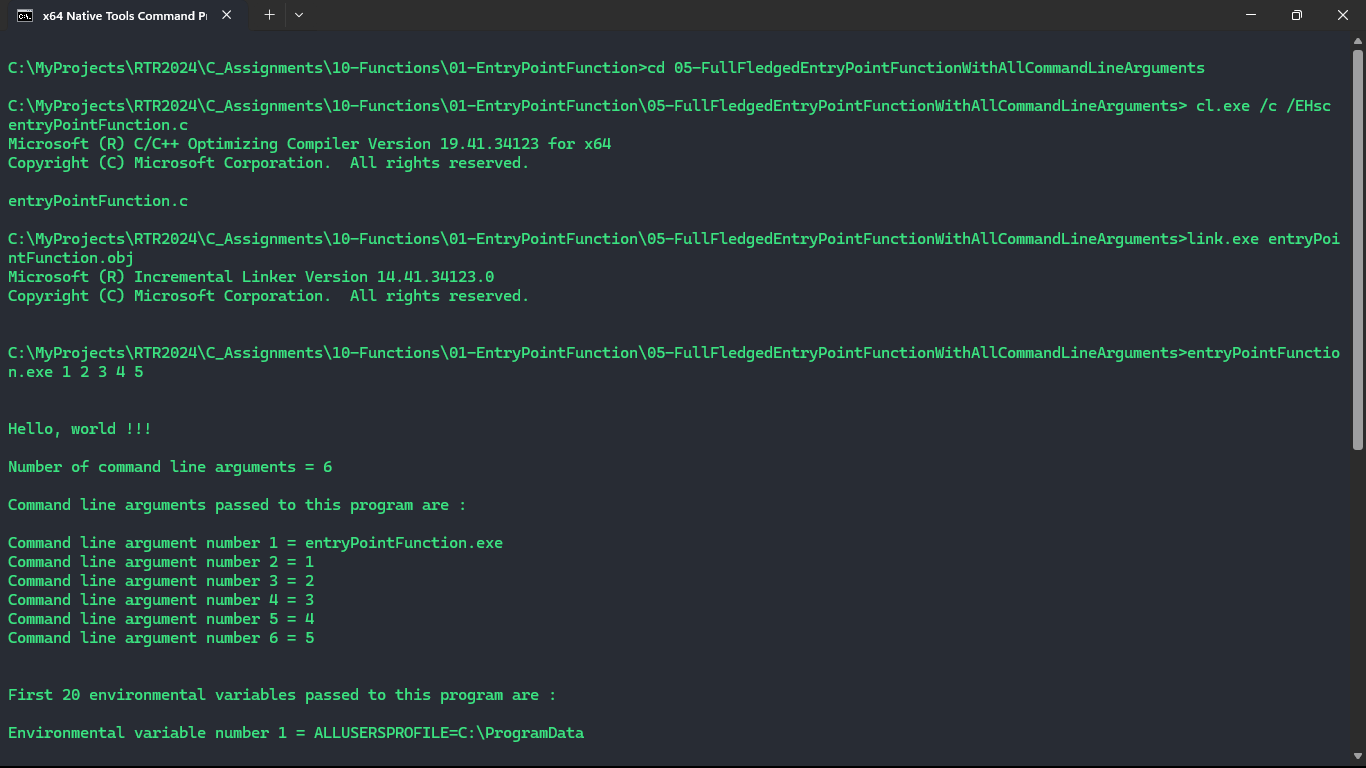 x64 Native Tools Command Pr
C:\MyProjects\RTR2024\C_Assignments\10-Functions\01-EntryPointFunction>cd 05-FullFledgedEntryPointFunctionWithAllCommandLineArguments
C:\MyProjects\RTR2024\C_Assignments\10-Functions\01-EntryPointFunction\05-FullFledgedEntryPointFunctionWithAllCommandLineArguments> cl.exe /c /EHsc
entryPointFunction.c
Microsoft (R) C/C++ Optimizing Compiler Version 19.41.34123 for x64
Copyright (C) Microsoft Corporation.  All rights reserved.
entryPointFunction.c
C:\MyProjects\RTR2024\C_Assignments\10-Functions\01-EntryPointFunction\05-FullFledgedEntryPointFunctionWithAllCommandLineArguments>link.exe entryPoi
ntFunction.obj
Microsoft (R) Incremental Linker Version 14.41.34123.0
Copyright (C) Microsoft Corporation.  All rights reserved.
C:\MyProjects\RTR2024\C_Assignments\10-Functions\01-EntryPointFunction\05-FullFledgedEntryPointFunctionWithAllCommandLineArguments>entryPointFunctio
n.exe 1 2 3 4 5
Hello, world !!!
Number of command line arguments = 6
Command line arguments passed to this program are :
Command line argument number 1 = entryPointFunction.exe
Command line argument number 2 = 1
Command line argument number 3 = 2
Command line argument number 4 = 3
Command line argument number 5 = 4
Command line argument number 6 = 5
First 20 environmental variables passed to this program are :
Environmental variable number 1 = ALLUSERSPROFILE=C:\ProgramData